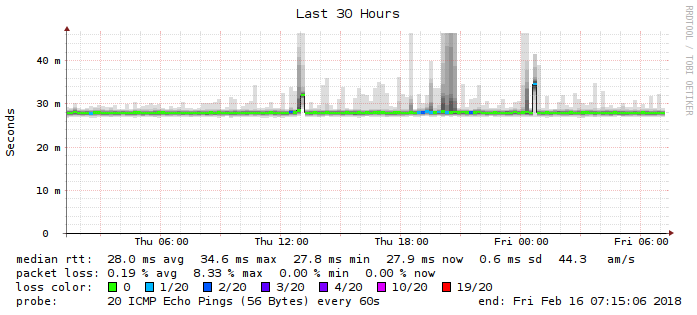 Last 30 Hours
RRDTOOL / TOBI OETIKER
Seconds
40 m
30 m
20 m
10 m
0
Thu 06:00 Thu 12:00 Thu 18:00 Fri 00:00 Fri 06:00
median rtt: 28.0 ms avg 34.6 ms max 27.8 ms min 27.9 ms now 0.6 ms sd 44.3 am/s
packet loss: 0.19 % avg 8.33 % max 0.00 % min 0.00 % now
loss color: 0 1/20 2/20 3/20 4/20 10/20 19/20
probe: 20 ICMP Echo Pings (56 Bytes) every 60s end: Fri Feb 16 07:15:06 2018